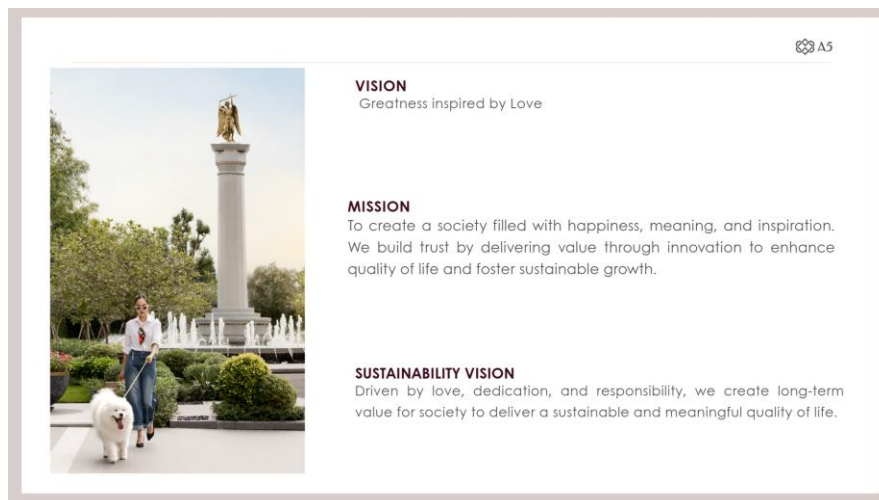 A5
VISION
Greatness inspired by Love
MISSION
To create a society filled with happiness, meaning, and inspiration.
We build trust by delivering value through innovation to enhance
quality of life and foster sustainable growth.
SUSTAINABILITY VISION
Driven by love, dedication, and responsibility, we create long-term
value for society to deliver a sustainable and meaningful quality of life.